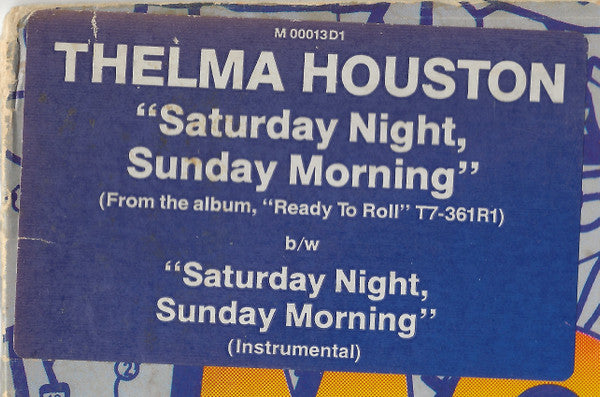 M 00013D1
THELMA HOUSTON
“Saturday Night,
Sunday Morning”
(From the album, “Ready To Roll” T7-361R1)
b/w
“Saturday Night,
Sunday Morning”
(Instrumental)
24